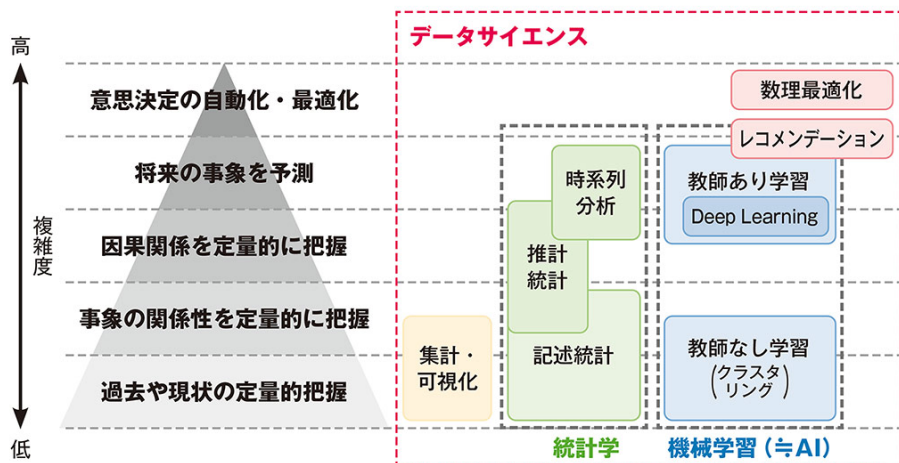 データサイエンス
高
複雑度
低
意思決定の自動化・最適化
将来の事象を予測
因果関係を定量的に把握
事象の関係性を定量的に把握
過去や現状の定量的把握
集計・
可視化
時系列
分析
推計
統計
記述統計
統計学
数理最適化
レコメンデーション
教師あり学習
Deep Learning
教師なし学習
(クラスタ
リング)
機械学習(≒AI)